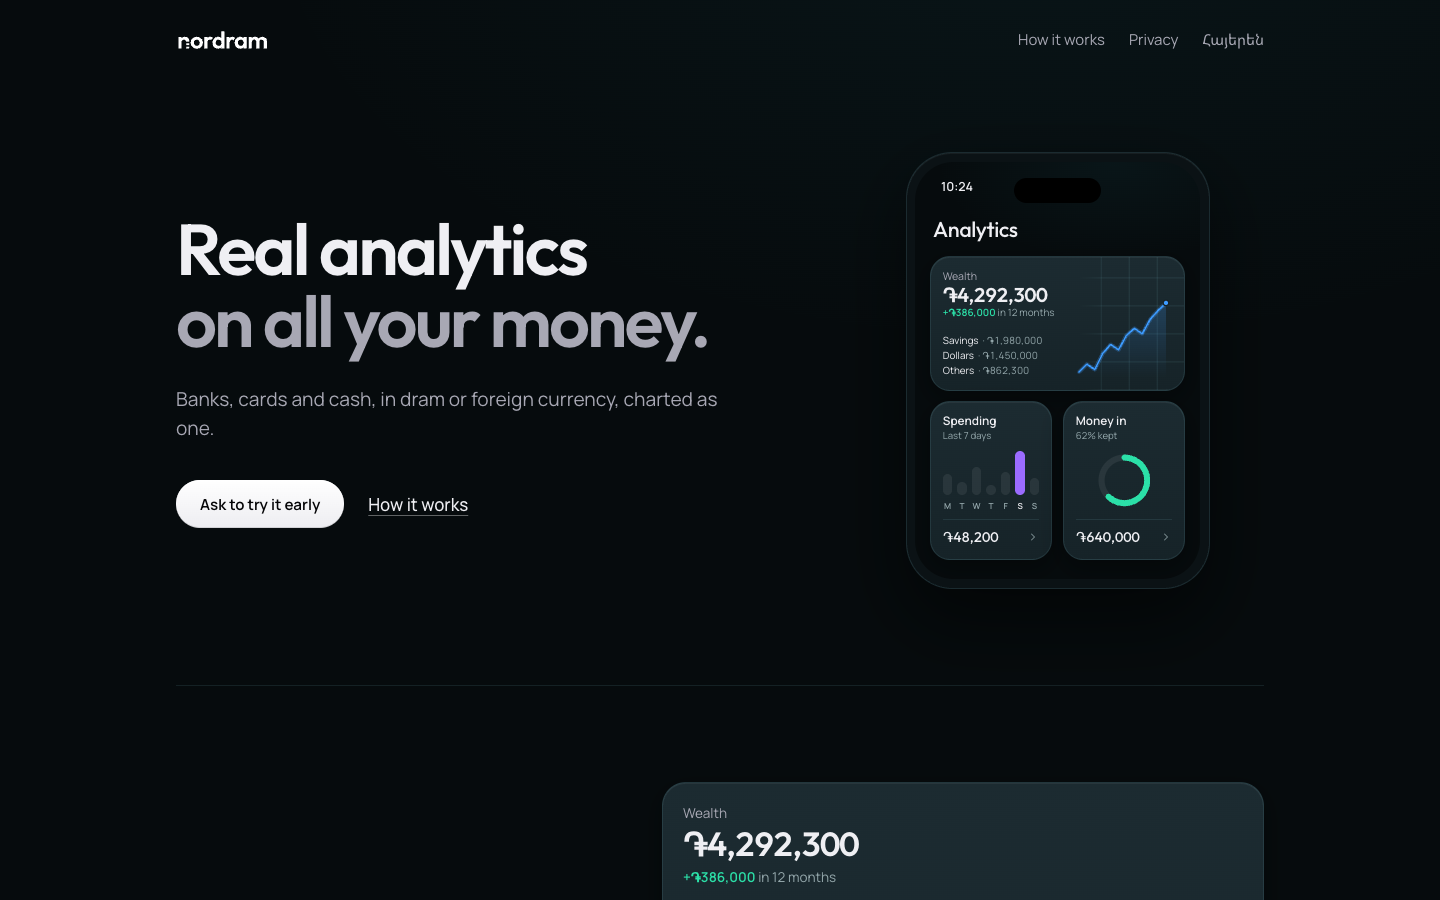 nordram
How it works
Privacy
Հայերեն
Real analytics
on all your money.
Banks, cards and cash, in dram or foreign currency, charted as
one.
Ask to try it early
How it works
10:24
Analytics
Wealth
֏4,292,300
+֏386,000 in 12 months
Savings · ֏1,980,000
Dollars · ֏1,450,000
Others · ֏862,300
Spending
Last 7 days
M T W T F S S
֏48,200
Money in
62% kept
֏640,000
Wealth
֏4,292,300
+֏386,000 in 12 months